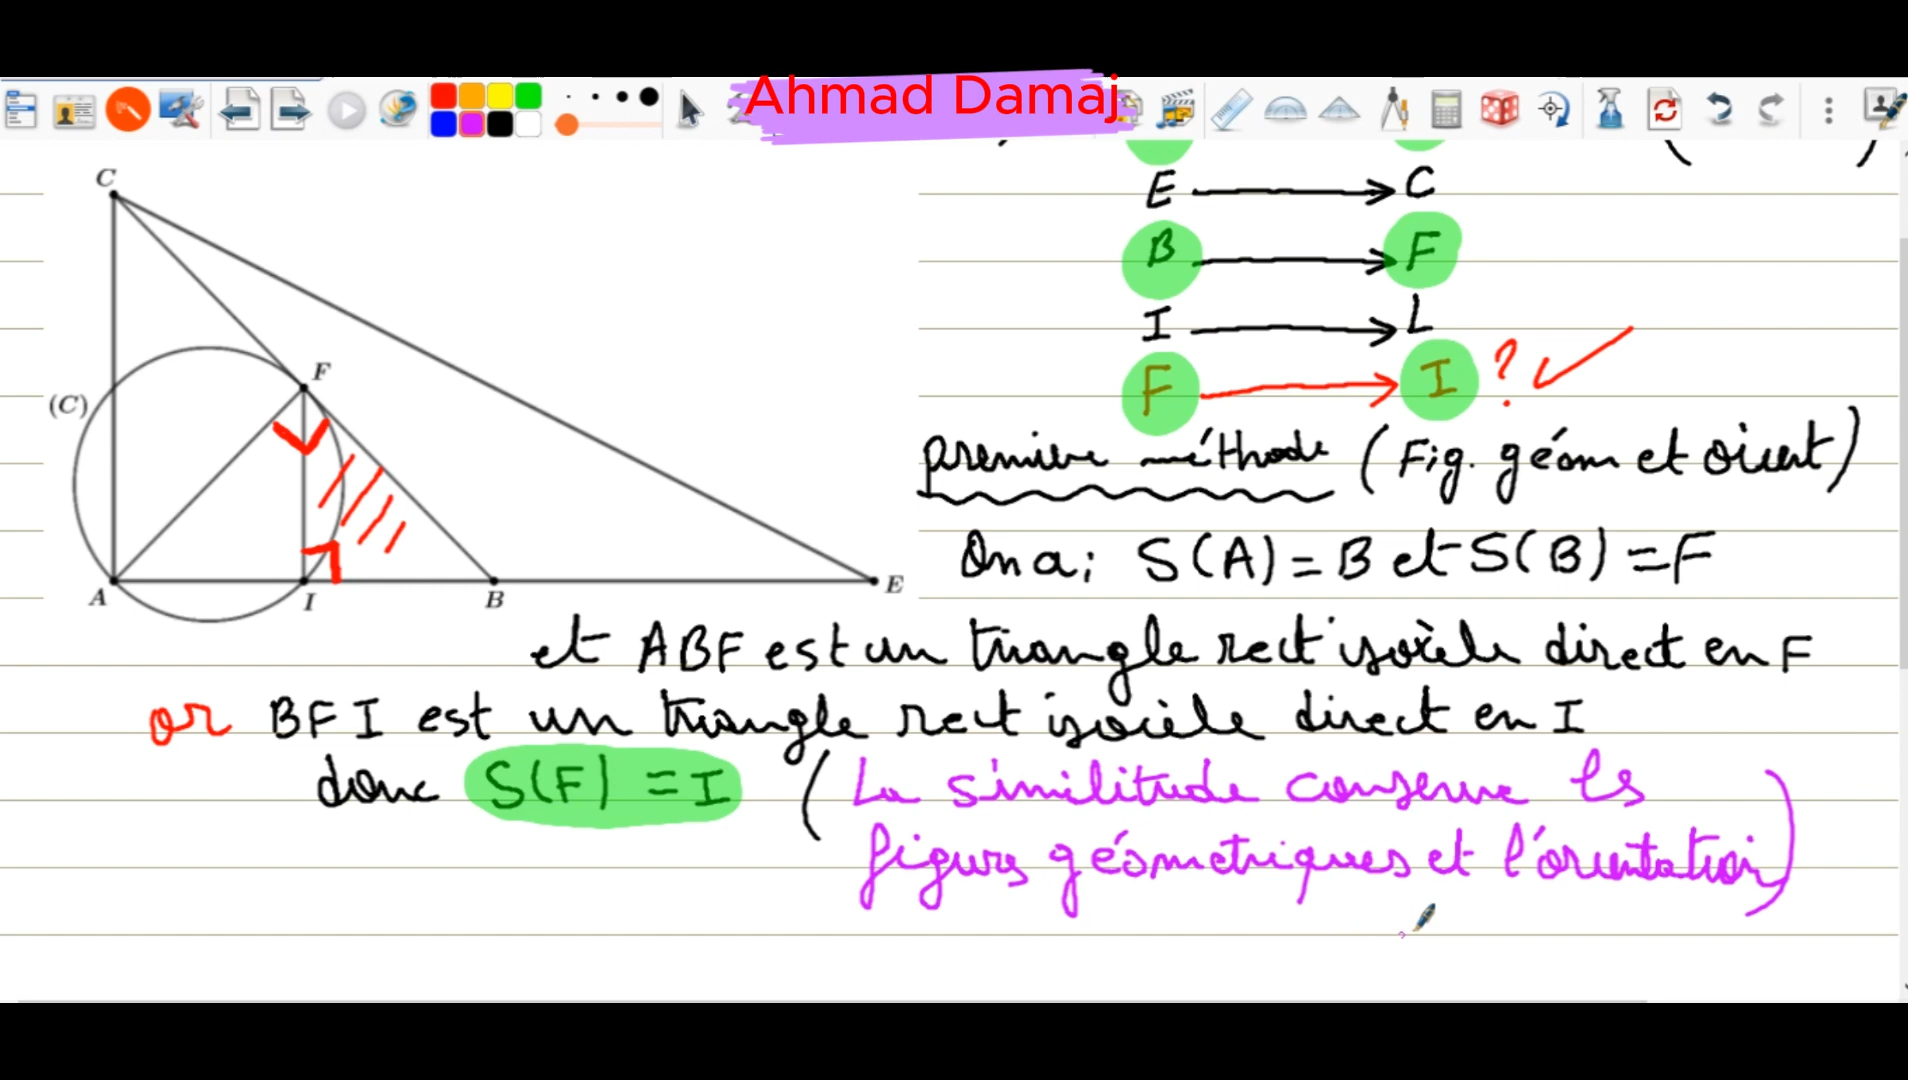 Ahmad Damaj
C
F
(C)
A
I
B
E
E → C
B → F
I → L
F → I ? ✓
première méthode (Fig. géom et orient)
On a: S(A) = B et S(B) = F
et ABF est un triangle rect isocèle direct en F
or BFI est un triangle rect isocèle direct en I
donc S(F) = I (La similitude conserve les
figures géométriques et l'orientation)